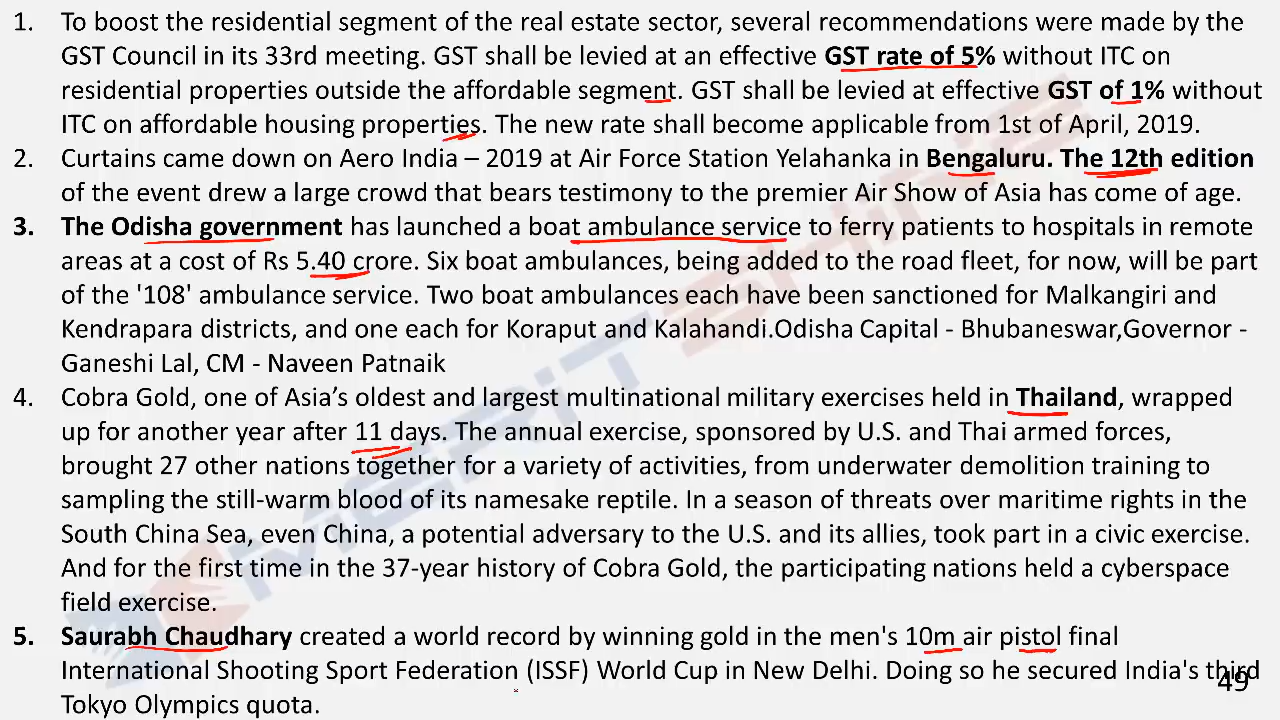 1. To boost the residential segment of the real estate sector, several recommendations were made by the
GST Council in its 33rd meeting. GST shall be levied at an effective GST rate of 5% without ITC on
residential properties outside the affordable segment. GST shall be levied at effective GST of 1% without
ITC on affordable housing properties. The new rate shall become applicable from 1st of April, 2019.
2. Curtains came down on Aero India – 2019 at Air Force Station Yelahanka in Bengaluru. The 12th edition
of the event drew a large crowd that bears testimony to the premier Air Show of Asia has come of age.
3. The Odisha government has launched a boat ambulance service to ferry patients to hospitals in remote
areas at a cost of Rs 5.40 crore. Six boat ambulances, being added to the road fleet, for now, will be part
of the '108' ambulance service. Two boat ambulances each have been sanctioned for Malkangiri and
Kendrapara districts, and one each for Koraput and Kalahandi.Odisha Capital - Bhubaneswar,Governor -
Ganeshi Lal, CM - Naveen Patnaik
4. Cobra Gold, one of Asia’s oldest and largest multinational military exercises held in Thailand, wrapped
up for another year after 11 days. The annual exercise, sponsored by U.S. and Thai armed forces,
brought 27 other nations together for a variety of activities, from underwater demolition training to
sampling the still-warm blood of its namesake reptile. In a season of threats over maritime rights in the
South China Sea, even China, a potential adversary to the U.S. and its allies, took part in a civic exercise.
And for the first time in the 37-year history of Cobra Gold, the participating nations held a cyberspace
field exercise.
5. Saurabh Chaudhary created a world record by winning gold in the men's 10m air pistol final
International Shooting Sport Federation (ISSF) World Cup in New Delhi. Doing so he secured India's third
Tokyo Olympics quota.
49
MERIT SHINE